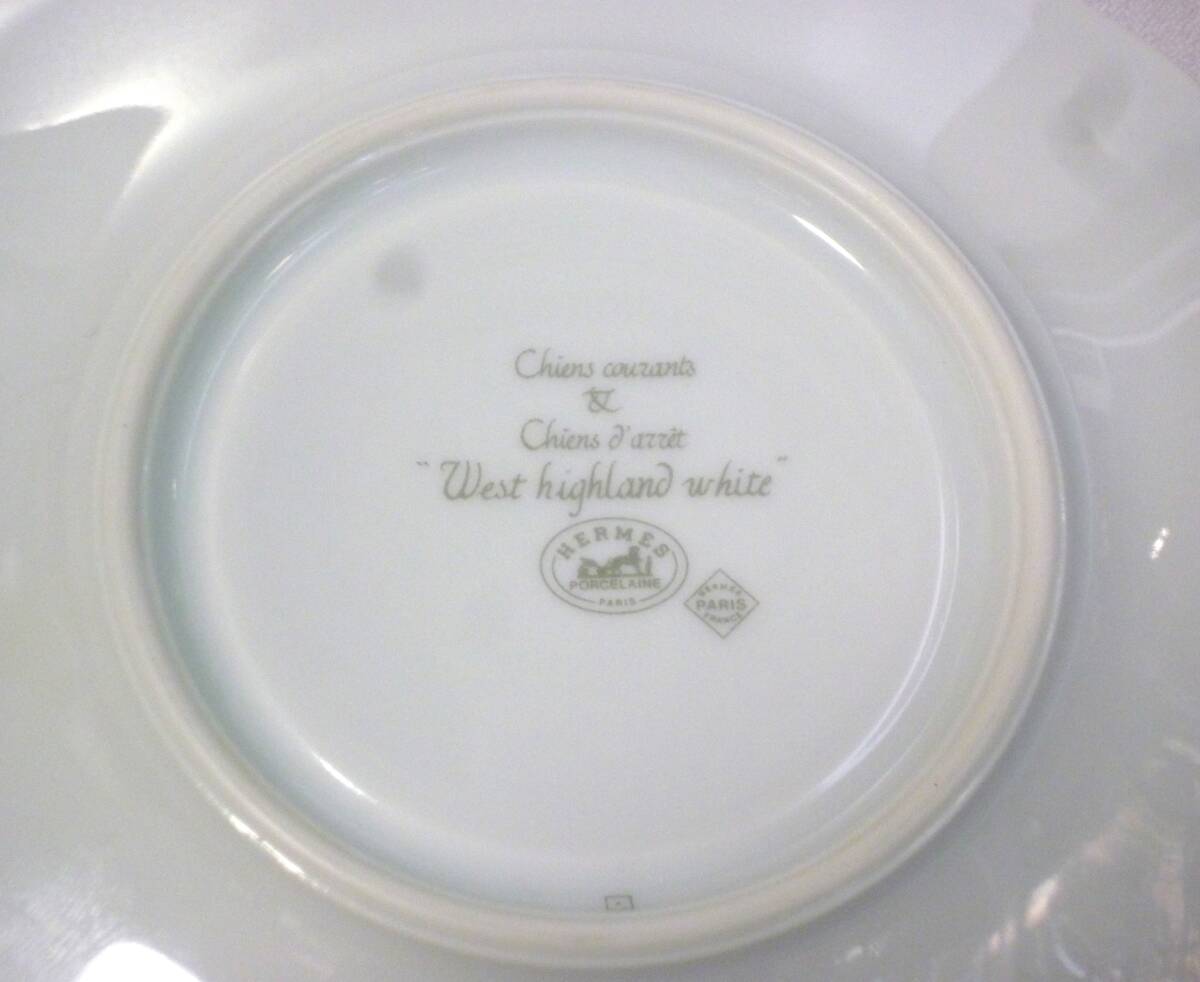 Chiens courants
&
Chiens d'arrêt
"West highland white"
HERMES
PORCELAINE
PARIS
HERMES
PARIS
FRANCE